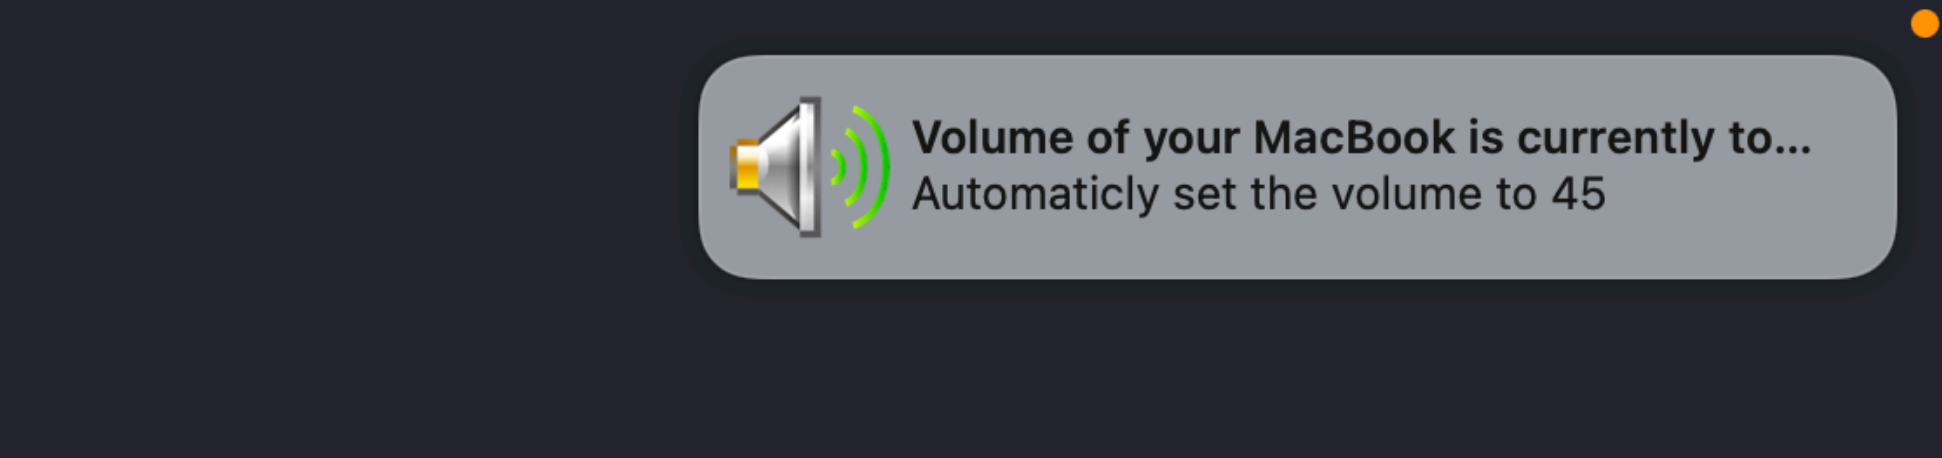 Volume of your MacBook is currently to...
Automaticly set the volume to 45